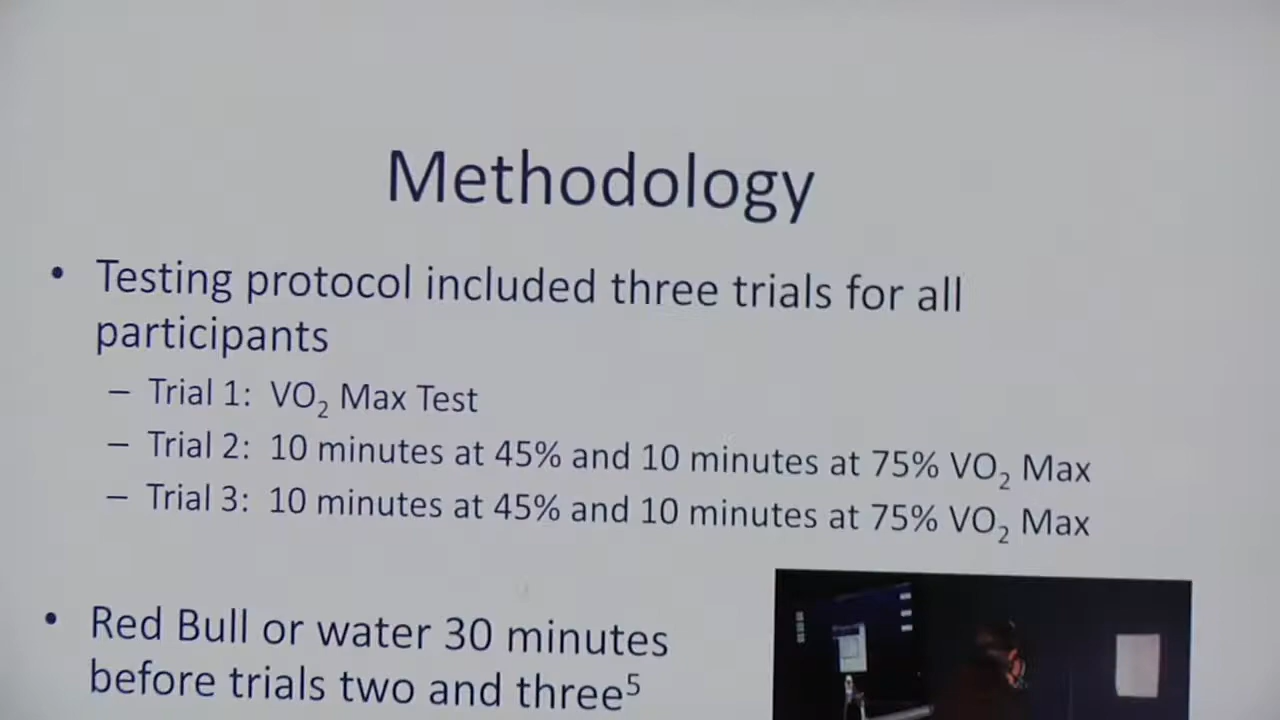 Methodology
• Testing protocol included three trials for all
participants
– Trial 1: VO₂ Max Test
– Trial 2: 10 minutes at 45% and 10 minutes at 75% VO₂ Max
– Trial 3: 10 minutes at 45% and 10 minutes at 75% VO₂ Max
• Red Bull or water 30 minutes
before trials two and three⁵